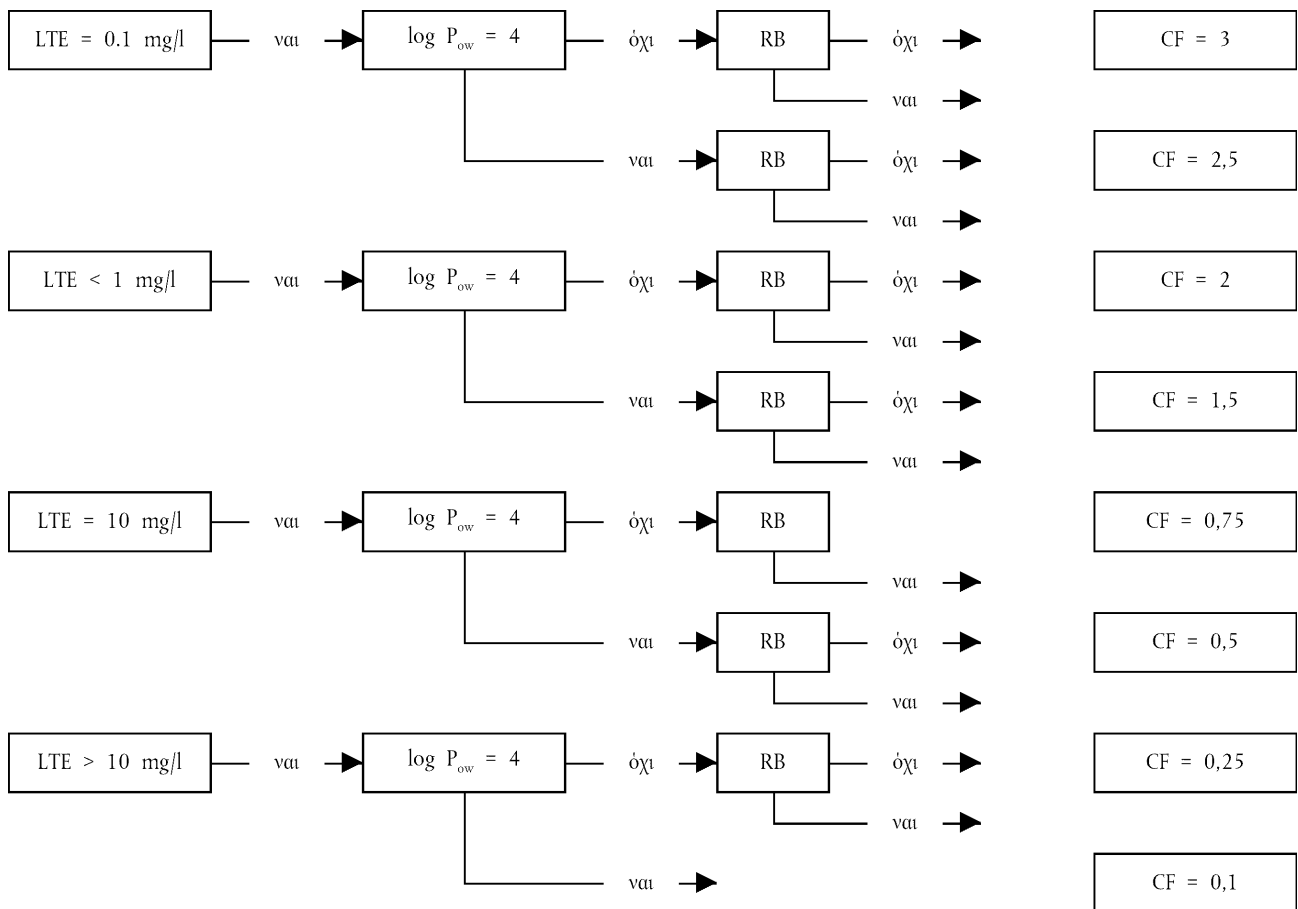 LTE = 0.1 mg/l ναι log Pow = 4 όχι RB όχι CF = 3
ναι
ναι RB όχι CF = 2,5
ναι
LTE < 1 mg/l ναι log Pow = 4 όχι RB όχι CF = 2
ναι
ναι RB όχι CF = 1,5
ναι
LTE = 10 mg/l ναι log Pow = 4 όχι RB CF = 0,75
ναι
ναι RB όχι CF = 0,5
ναι
LTE > 10 mg/l ναι log Pow = 4 όχι RB όχι CF = 0,25
ναι
ναι CF = 0,1